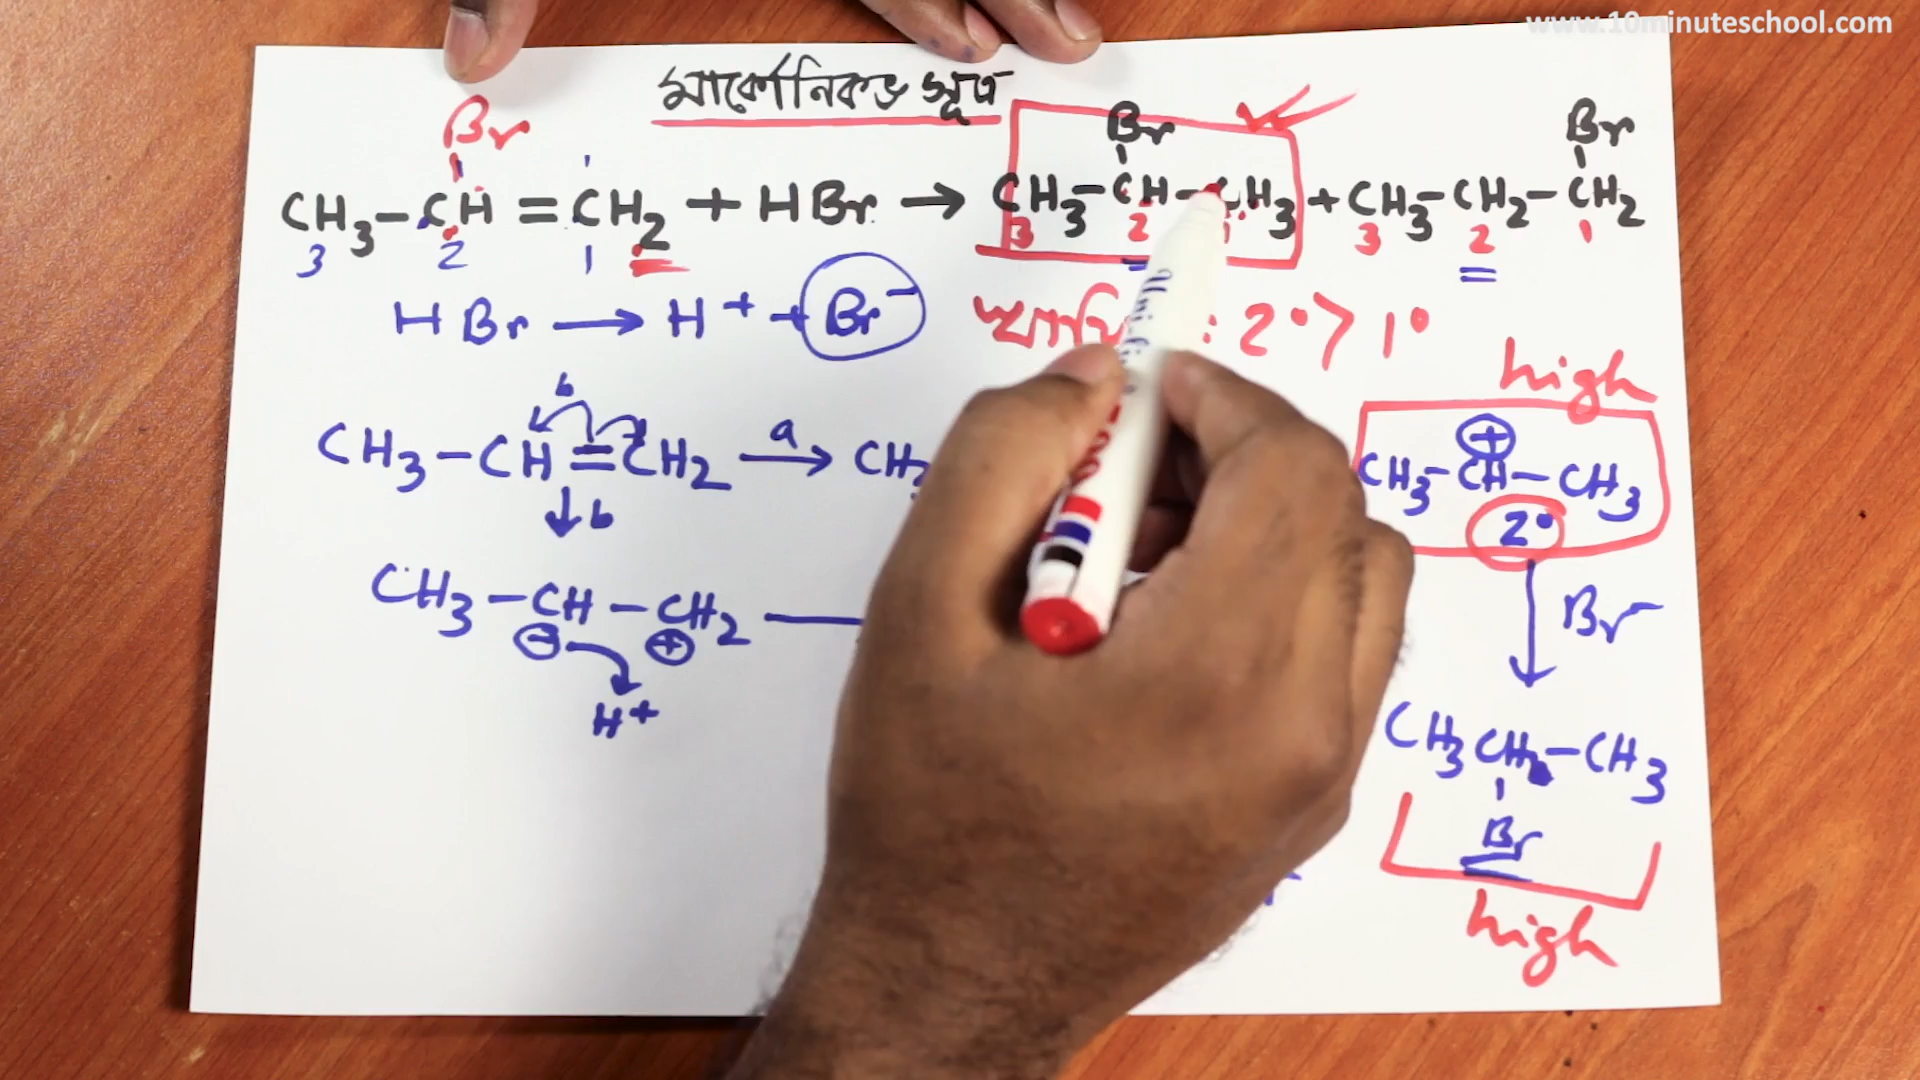 www.10minuteschool.com
মার্কোনিকভ সূত্র
Br
Br
Br
CH3-CH=CH2+HBr→CH3-CH-CH3+CH3-CH2-CH2
3 2 1 3 2 1 3 2 1
HBr→H+ + Br-
: 2°>1°
high
b
CH3-CH=CH2 a→ CH3
CH3-CH-CH3
+
2°
↓b
CH3-CH-CH2
- +
H+
Br-
CH3 CH2-CH3
Br
high